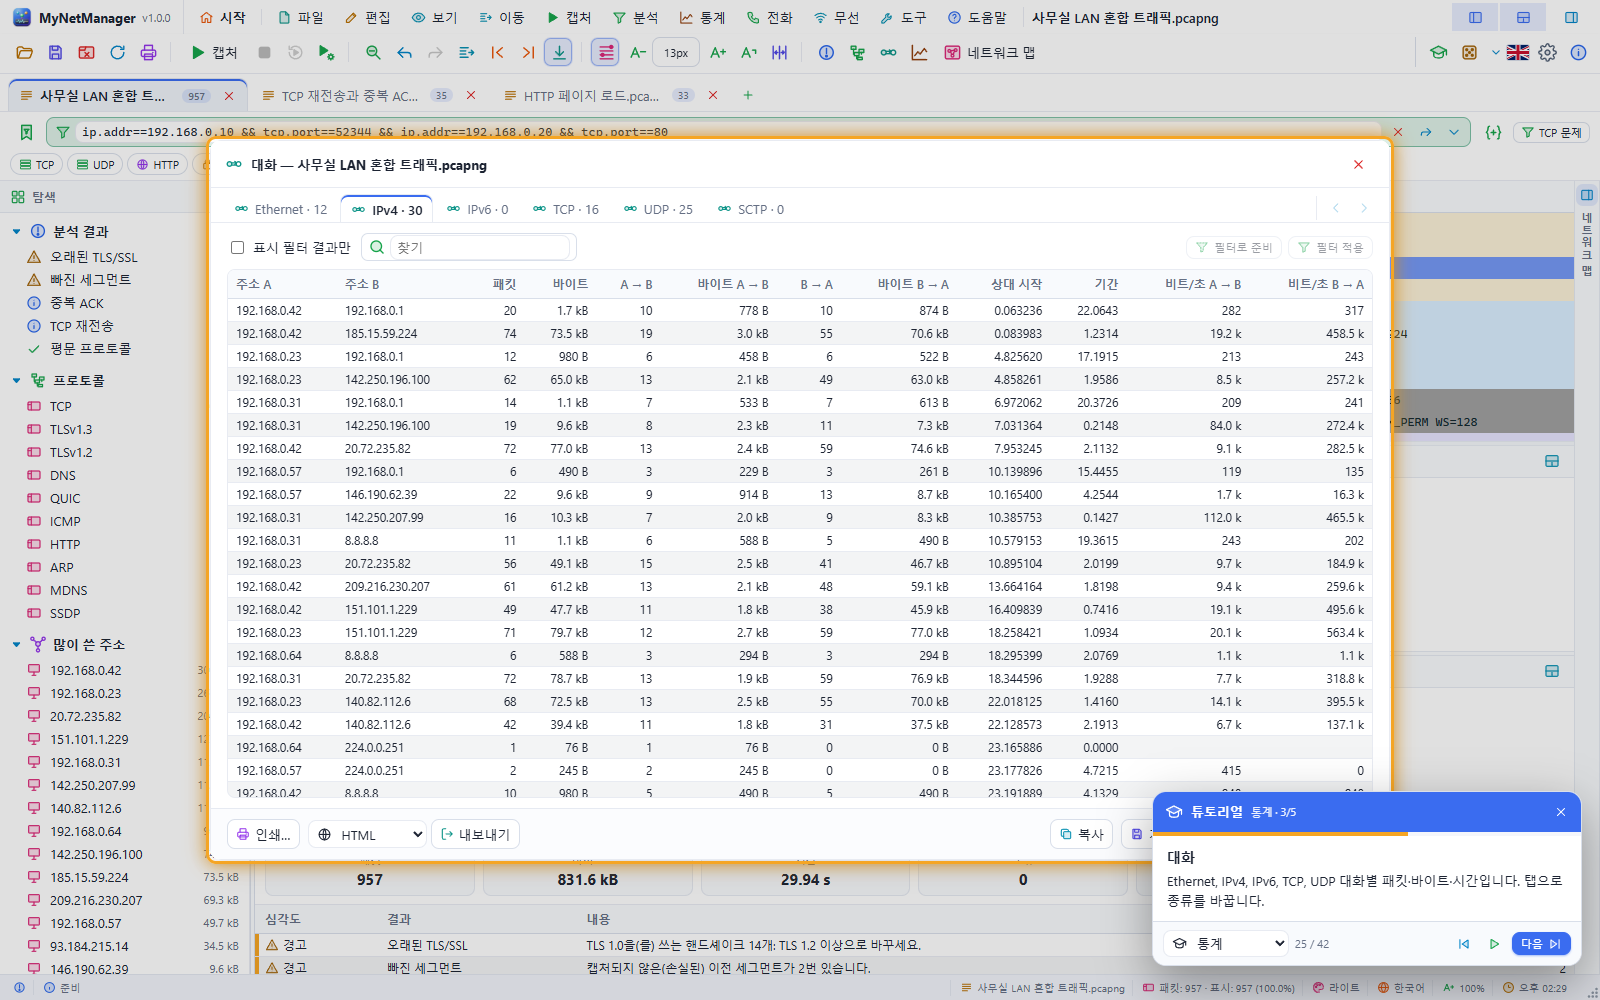 MyNetManager v1.0.0 시작 파일 편집 보기 이동 캡처 분석 통계 전화 무선 도구 도움말 사무실 LAN 혼합 트래픽.pcapng
캡처 A− 13px A+ A 네트워크 맵
사무실 LAN 혼합 트... 957 TCP 재전송과 중복 AC... 35 HTTP 페이지 로드.pca... 33
ip.addr==192.168.0.10 && tcp.port==52344 && ip.addr==192.168.0.20 && tcp.port==80 TCP 문제
TCP UDP HTTP
탐색
분석 결과
오래된 TLS/SSL
빠진 세그먼트
중복 ACK
TCP 재전송
평문 프로토콜
프로토콜
TCP
TLSv1.3
TLSv1.2
DNS
QUIC
ICMP
HTTP
ARP
MDNS
SSDP
많이 쓴 주소
192.168.0.42
192.168.0.23
20.72.235.82
151.101.1.229
192.168.0.31
142.250.207.99
140.82.112.6
192.168.0.64
142.250.196.100
185.15.59.224 73.5 kB
209.216.230.207 69.3 kB
192.168.0.57 49.7 kB
93.184.215.14 34.5 kB
146.190.62.39 9.6 kB
대화 — 사무실 LAN 혼합 트래픽.pcapng
Ethernet · 12 IPv4 · 30 IPv6 · 0 TCP · 16 UDP · 25 SCTP · 0
표시 필터 결과만 찾기 필터로 준비 필터 적용
주소 A 주소 B 패킷 바이트 A → B 바이트 A → B B → A 바이트 B → A 상대 시작 기간 비트/초 A → B 비트/초 B → A
192.168.0.42 192.168.0.1 20 1.7 kB 10 778 B 10 874 B 0.063236 22.0643 282 317
192.168.0.42 185.15.59.224 74 73.5 kB 19 3.0 kB 55 70.6 kB 0.083983 1.2314 19.2 k 458.5 k
192.168.0.23 192.168.0.1 12 980 B 6 458 B 6 522 B 4.825620 17.1915 213 243
192.168.0.23 142.250.196.100 62 65.0 kB 13 2.1 kB 49 63.0 kB 4.858261 1.9586 8.5 k 257.2 k
192.168.0.31 192.168.0.1 14 1.1 kB 7 533 B 7 613 B 6.972062 20.3726 209 241
192.168.0.31 142.250.196.100 19 9.6 kB 8 2.3 kB 11 7.3 kB 7.031364 0.2148 84.0 k 272.4 k
192.168.0.42 20.72.235.82 72 77.0 kB 13 2.4 kB 59 74.6 kB 7.953245 2.1132 9.1 k 282.5 k
192.168.0.57 192.168.0.1 6 490 B 3 229 B 3 261 B 10.139896 15.4455 119 135
192.168.0.57 146.190.62.39 22 9.6 kB 9 914 B 13 8.7 kB 10.165400 4.2544 1.7 k 16.3 k
192.168.0.31 142.250.207.99 16 10.3 kB 7 2.0 kB 9 8.3 kB 10.385753 0.1427 112.0 k 465.5 k
192.168.0.31 8.8.8.8 11 1.1 kB 6 588 B 5 490 B 10.579153 19.3615 243 202
192.168.0.23 20.72.235.82 56 49.1 kB 15 2.5 kB 41 46.7 kB 10.895104 2.0199 9.7 k 184.9 k
192.168.0.42 209.216.230.207 61 61.2 kB 13 2.1 kB 48 59.1 kB 13.664164 1.8198 9.4 k 259.6 k
192.168.0.42 151.101.1.229 49 47.7 kB 11 1.8 kB 38 45.9 kB 16.409839 0.7416 19.1 k 495.6 k
192.168.0.23 151.101.1.229 71 79.7 kB 12 2.7 kB 59 77.0 kB 18.258421 1.0934 20.1 k 563.4 k
192.168.0.64 8.8.8.8 6 588 B 3 294 B 3 294 B 18.295399 2.0769 1.1 k 1.1 k
192.168.0.31 20.72.235.82 72 78.7 kB 13 1.9 kB 59 76.9 kB 18.344596 1.9288 7.7 k 318.8 k
192.168.0.23 140.82.112.6 68 72.5 kB 13 2.5 kB 55 70.0 kB 22.018125 1.4160 14.1 k 395.5 k
192.168.0.42 140.82.112.6 42 39.4 kB 11 1.8 kB 31 37.5 kB 22.128573 2.1913 6.7 k 137.1 k
192.168.0.64 224.0.0.251 1 76 B 1 76 B 0 0 B 23.165886 0.0000
192.168.0.57 224.0.0.251 2 245 B 2 245 B 0 0 B 23.177826 4.7215 415 0
192.168.0.42 8.8.8.8 10 980 B 5 490 B 5 490 B 23.191889 4.1329
인쇄... HTML 내보내기 복사
네트워크 맵
_PERM WS=128
957 831.6 kB 29.94 s 0
심각도 결과 내용
경고 오래된 TLS/SSL TLS 1.0을(를) 쓰는 핸드셰이크 14개: TLS 1.2 이상으로 바꾸세요.
경고 빠진 세그먼트 캡처되지 않은(손실된) 이전 세그먼트가 2번 있습니다. 2
튜토리얼 통계 · 3/5
대화
Ethernet, IPv4, IPv6, TCP, UDP 대화별 패킷·바이트·시간입니다. 탭으로
종류를 바꿉니다.
통계 25 / 42 다음
준비 사무실 LAN 혼합 트래픽.pcapng 패킷: 957 · 표시: 957 (100.0%) 라이트 한국어 100% 오후 02:29